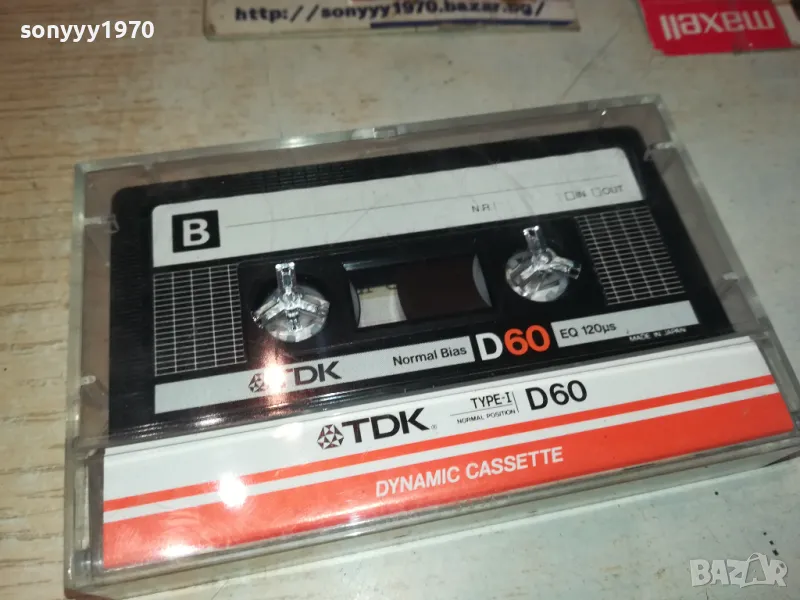 sonyyy1970
http://sonyyy1970.bazar.bg/
maxell
B
N.R
IN OUT
TDK
Normal Bias
D60
EQ 120µs
MADE IN JAPAN
TDK®
TYPE-I
NORMAL POSITION
D60
DYNAMIC CASSETTE
BAZAR